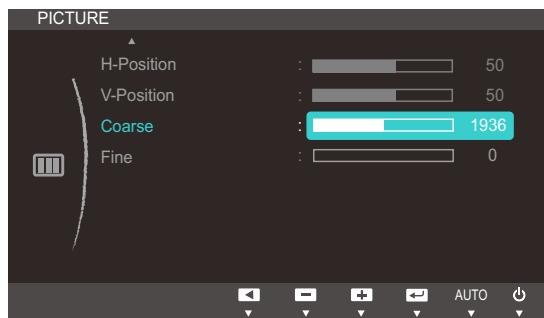 PICTURE
H-Position : 50
V-Position : 50
Coarse : 1936
Fine : 0
AUTO